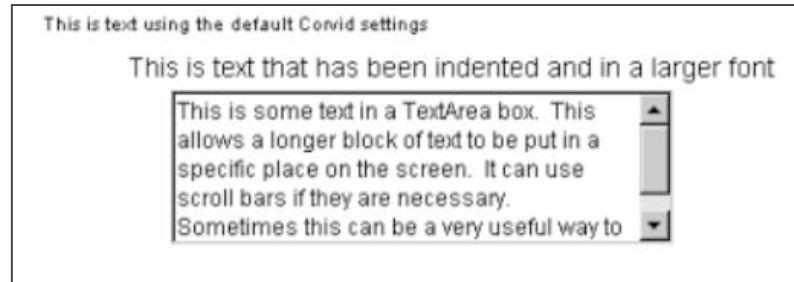 This is text using the default Corvid settings
This is text that has been indented and in a larger font
This is some text in a TextArea box.  This
allows a longer block of text to be put in a
specific place on the screen.  It can use
scroll bars if they are necessary.
Sometimes this can be a very useful way to